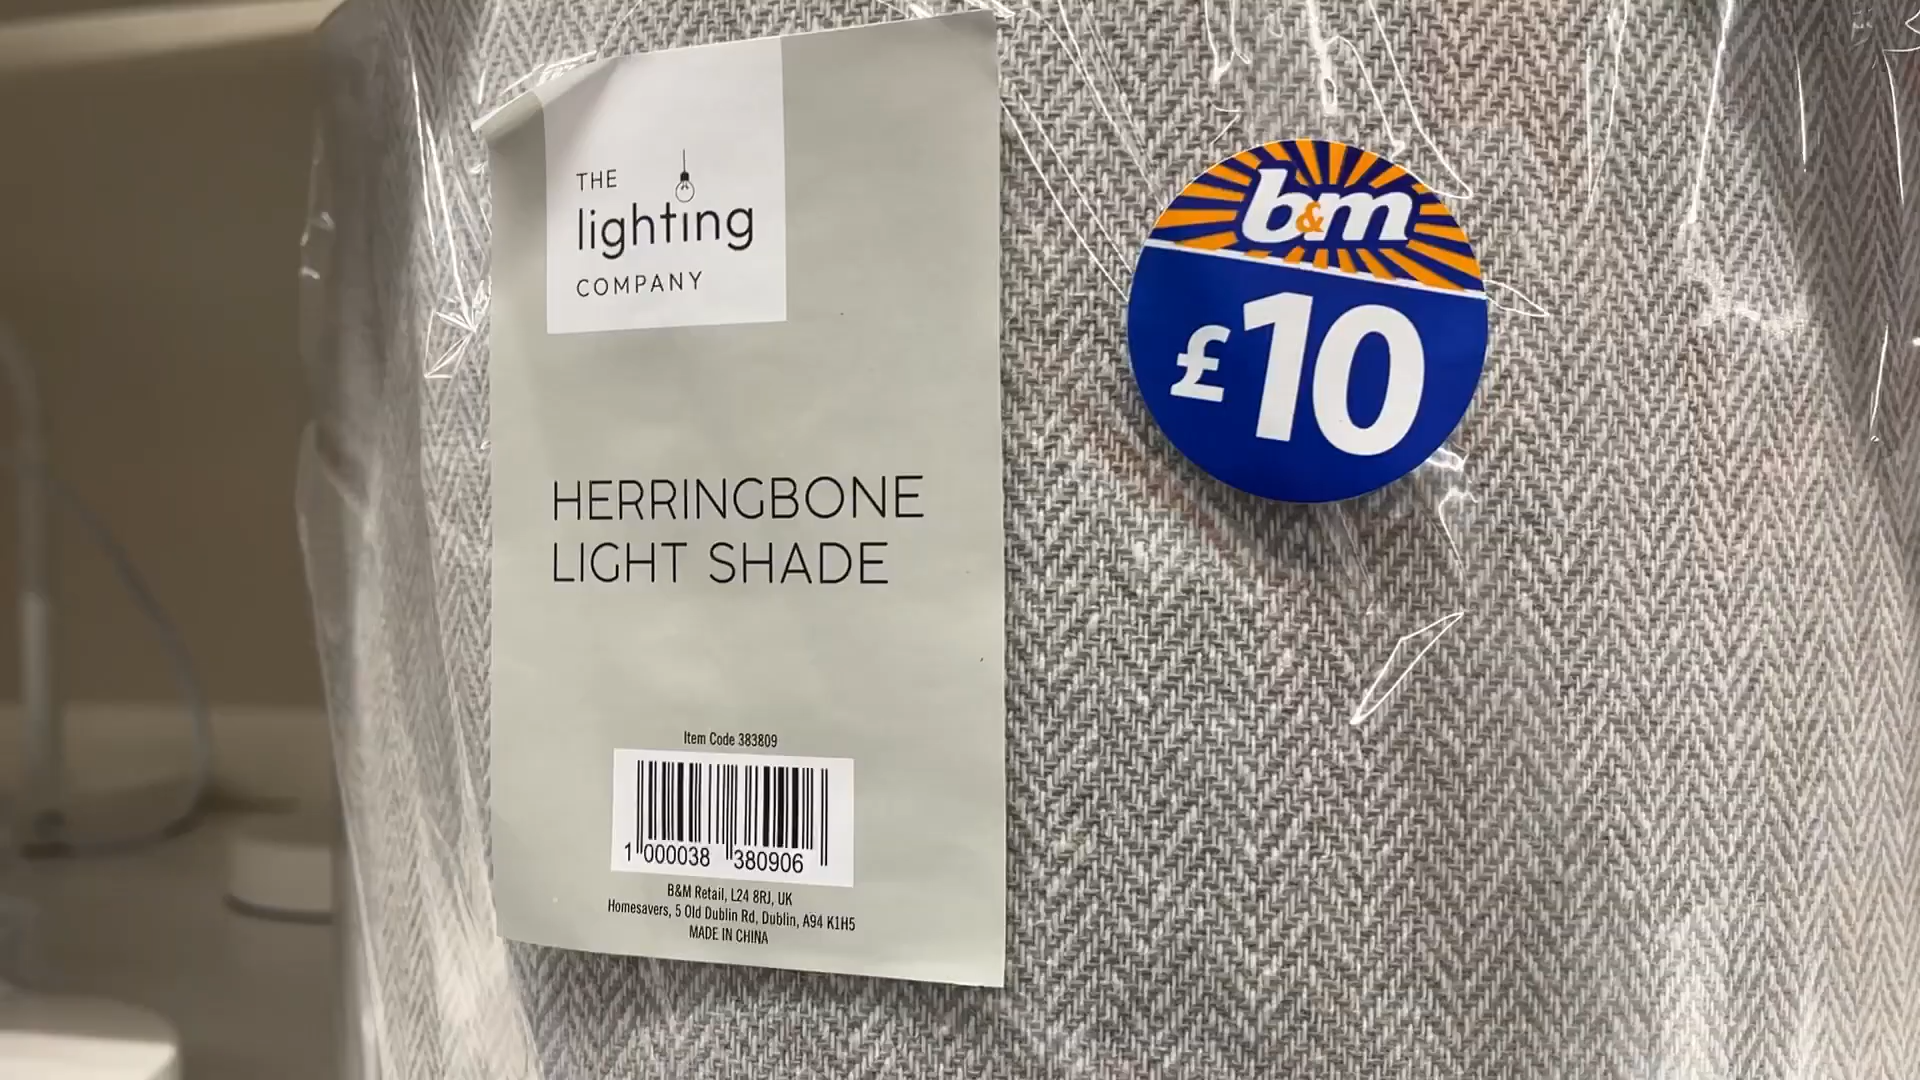 THE
lighting
COMPANY
HERRINGBONE
LIGHT SHADE
Item Code 383809
1 000038 380906
B&M Retail, L24 8RJ, UK
Homesavers, 5 Old Dublin Rd, Dublin, A94 K1H5
MADE IN CHINA
b&m
£10